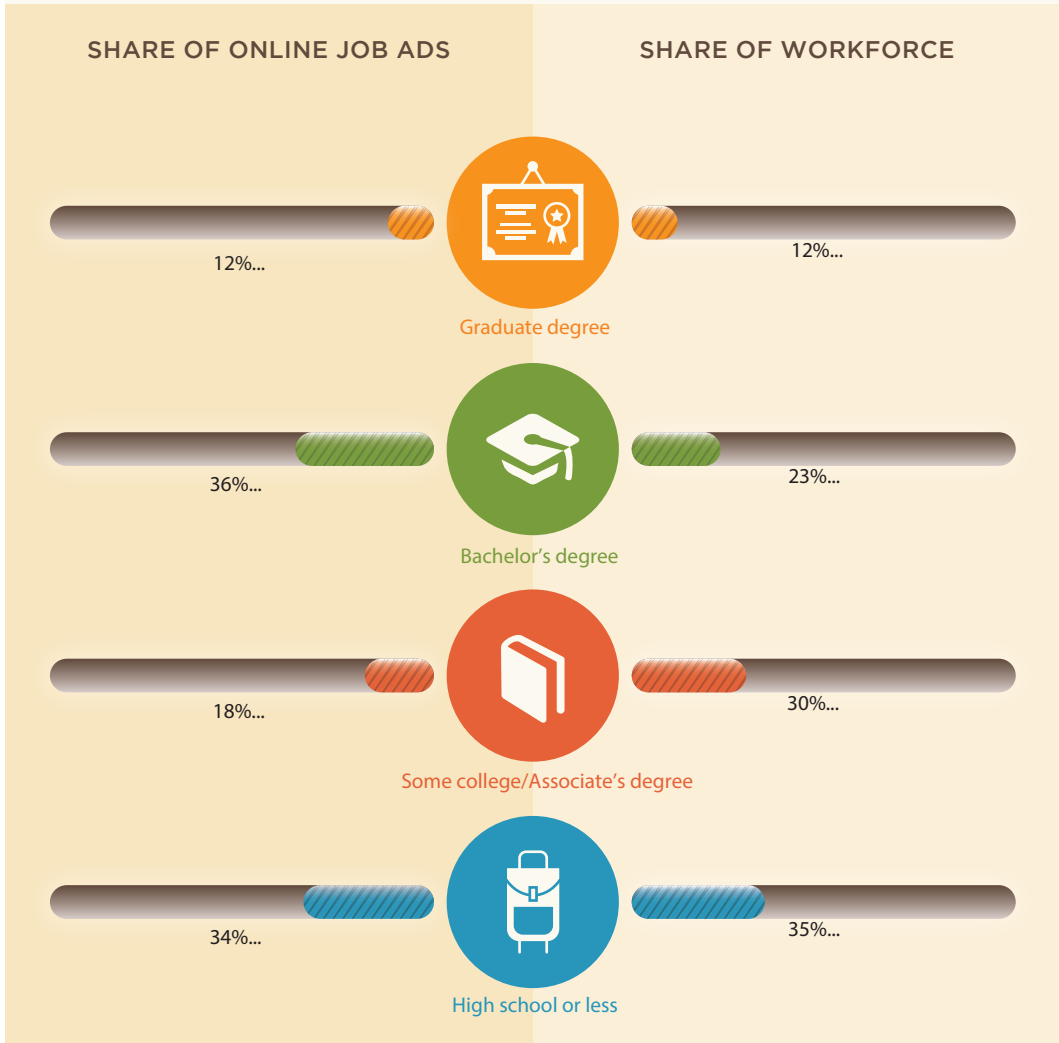 SHARE OF ONLINE JOB ADS
SHARE OF WORKFORCE
12%...
12%...
Graduate degree
36%...
23%...
Bachelor's degree
18%...
30%...
Some college/Associate's degree
34%...
35%...
High school or less